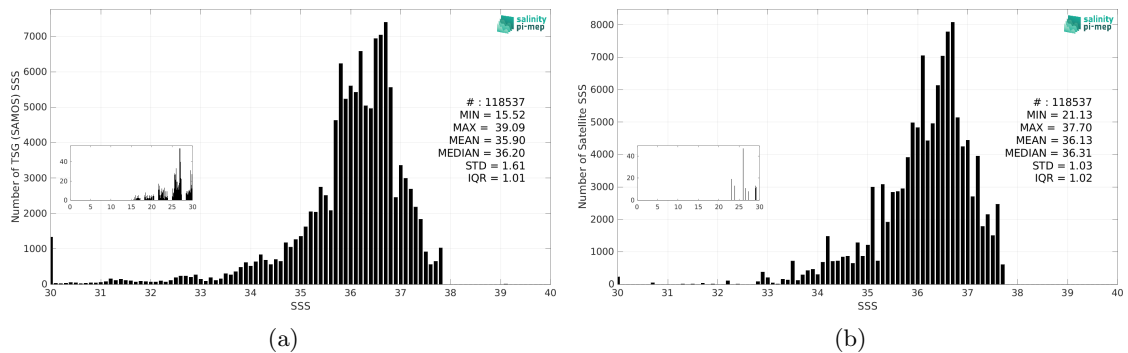 salinity
pi-mep
Number of TSG (SAMOS) SSS
7000
6000
5000
4000
3000
2000
1000
0
# : 118537
MIN = 15.52
MAX = 39.09
MEAN = 35.90
MEDIAN = 36.20
STD = 1.61
IQR = 1.01
40
20
0
0 5 10 15 20 25 30
30 31 32 33 34 35 36 37 38 39 40
SSS
(a)
salinity
pi-mep
Number of Satellite SSS
8000
7000
6000
5000
4000
3000
2000
1000
0
# : 118537
MIN = 21.13
MAX = 37.70
MEAN = 36.13
MEDIAN = 36.31
STD = 1.03
IQR = 1.02
40
20
0
0 5 10 15 20 25 30
30 31 32 33 34 35 36 37 38 39 40
SSS
(b)